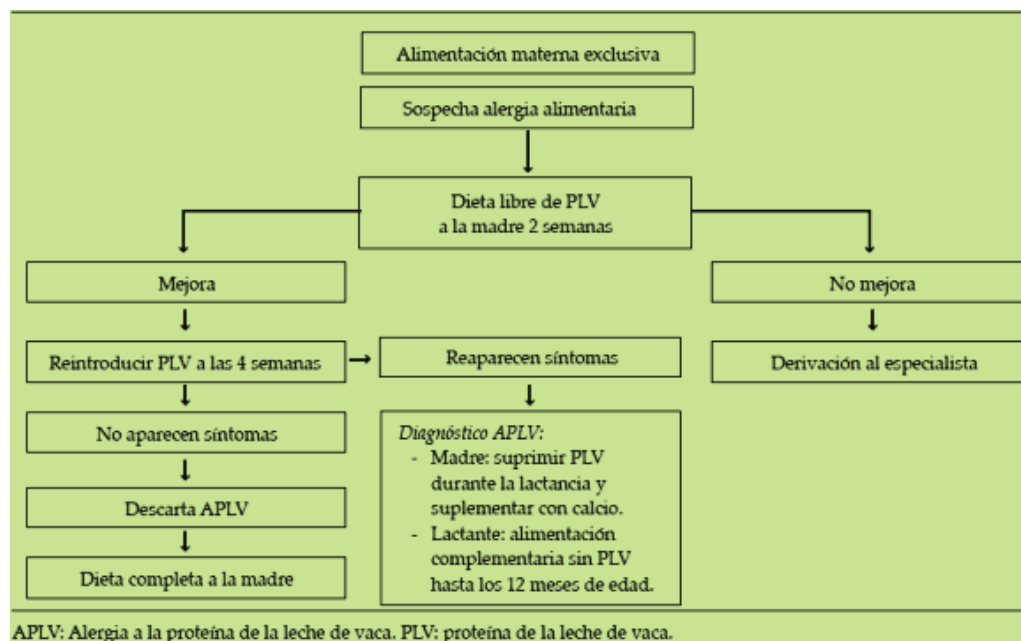 Alimentación materna exclusiva
Sospecha alergia alimentaria
Dieta libre de PLV
a la madre 2 semanas
Mejora
No mejora
Reintroducir PLV a las 4 semanas
Reaparecen síntomas
Derivación al especialista
No aparecen síntomas
Descarta APLV
Dieta completa a la madre
Diagnóstico APLV:
- Madre: suprimir PLV
durante la lactancia y
suplementar con calcio.
- Lactante: alimentación
complementaria sin PLV
hasta los 12 meses de edad.
APLV: Alergia a la proteína de la leche de vaca. PLV: proteína de la leche de vaca.